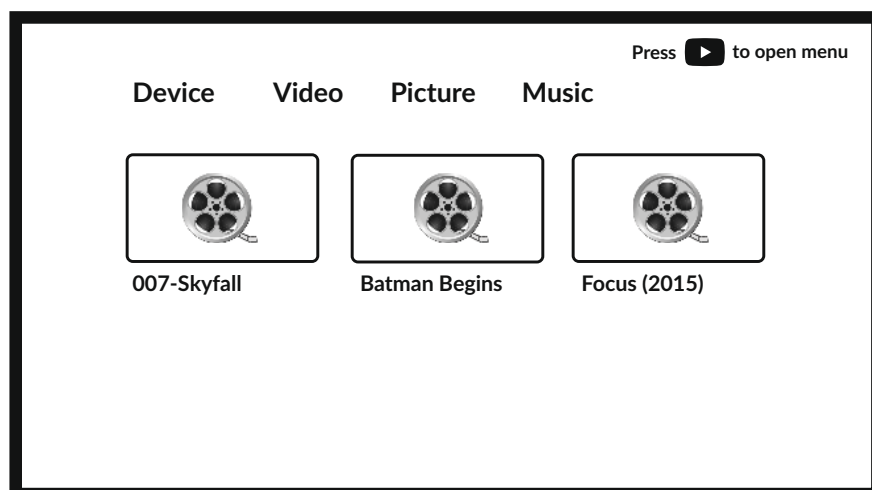 Press to open menu
Device Video Picture Music
007-Skyfall Batman Begins Focus (2015)